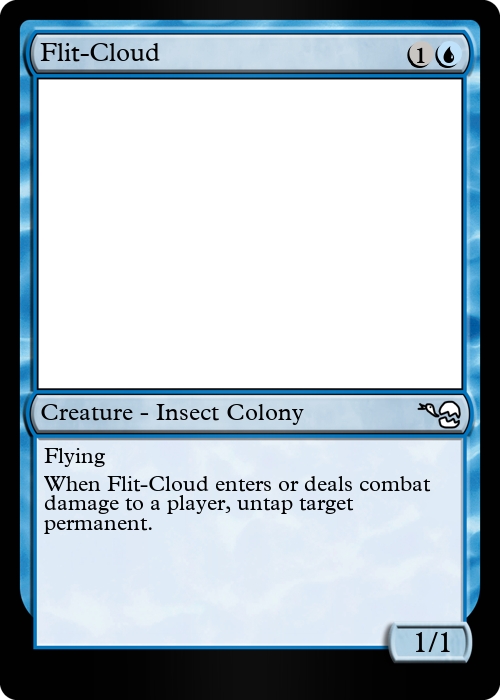 Flit-Cloud 1
Creature - Insect Colony
Flying
When Flit-Cloud enters or deals combat
damage to a player, untap target
permanent.
1/1